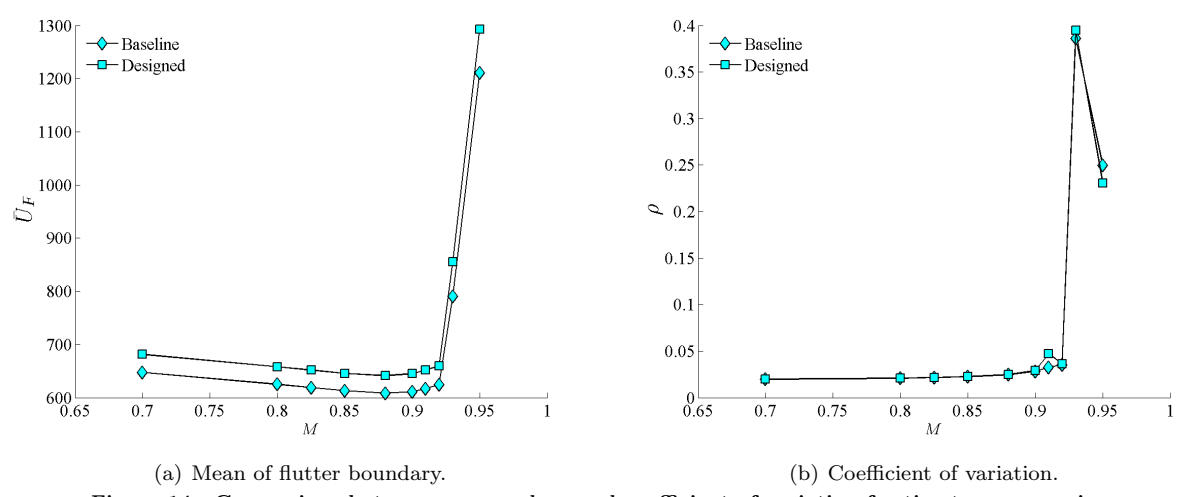 1300
1200
1100
1000
900
800
700
600
Ū_F
Baseline
Designed
0.65 0.7 0.75 0.8 0.85 0.9 0.95 1
M
(a) Mean of flutter boundary.
0.4
0.35
0.3
0.25
0.2
0.15
0.1
0.05
0
ρ
Baseline
Designed
0.65 0.7 0.75 0.8 0.85 0.9 0.95 1
M
(b) Coefficient of variation.